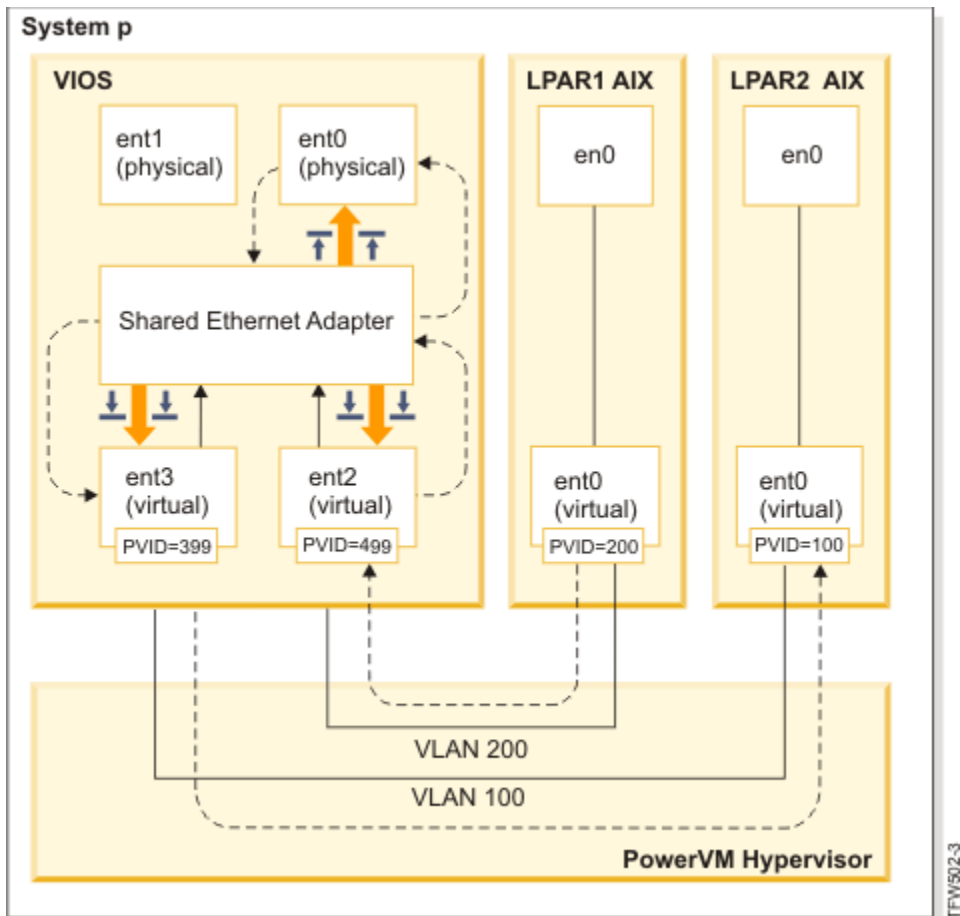 System p
VIOS
ent1
(physical)
ent0
(physical)
Shared Ethernet Adapter
ent3
(virtual)
PVID=399
ent2
(virtual)
PVID=499
LPAR1 AIX
en0
ent0
(virtual)
PVID=200
LPAR2 AIX
en0
ent0
(virtual)
PVID=100
VLAN 200
VLAN 100
PowerVM Hypervisor
TFW502-3